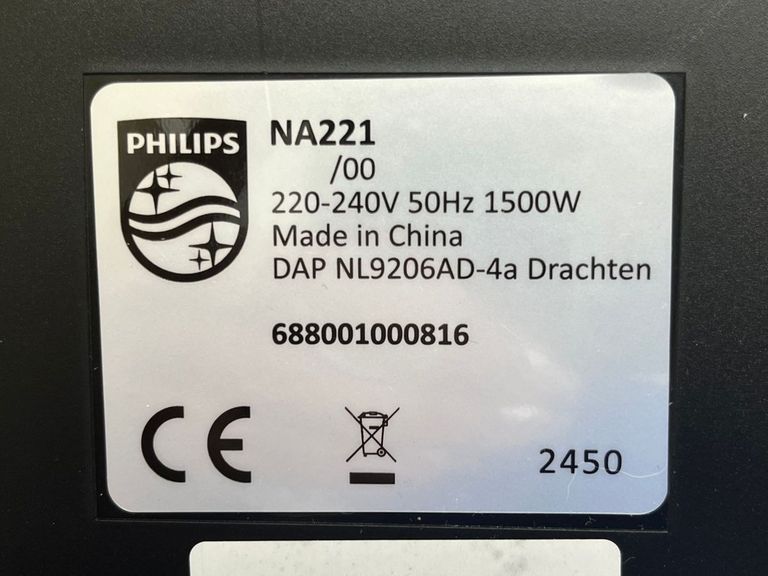 PHILIPS
NA221
/00
220-240V 50Hz 1500W
Made in China
DAP NL9206AD-4a Drachten
688001000816
CE
2450